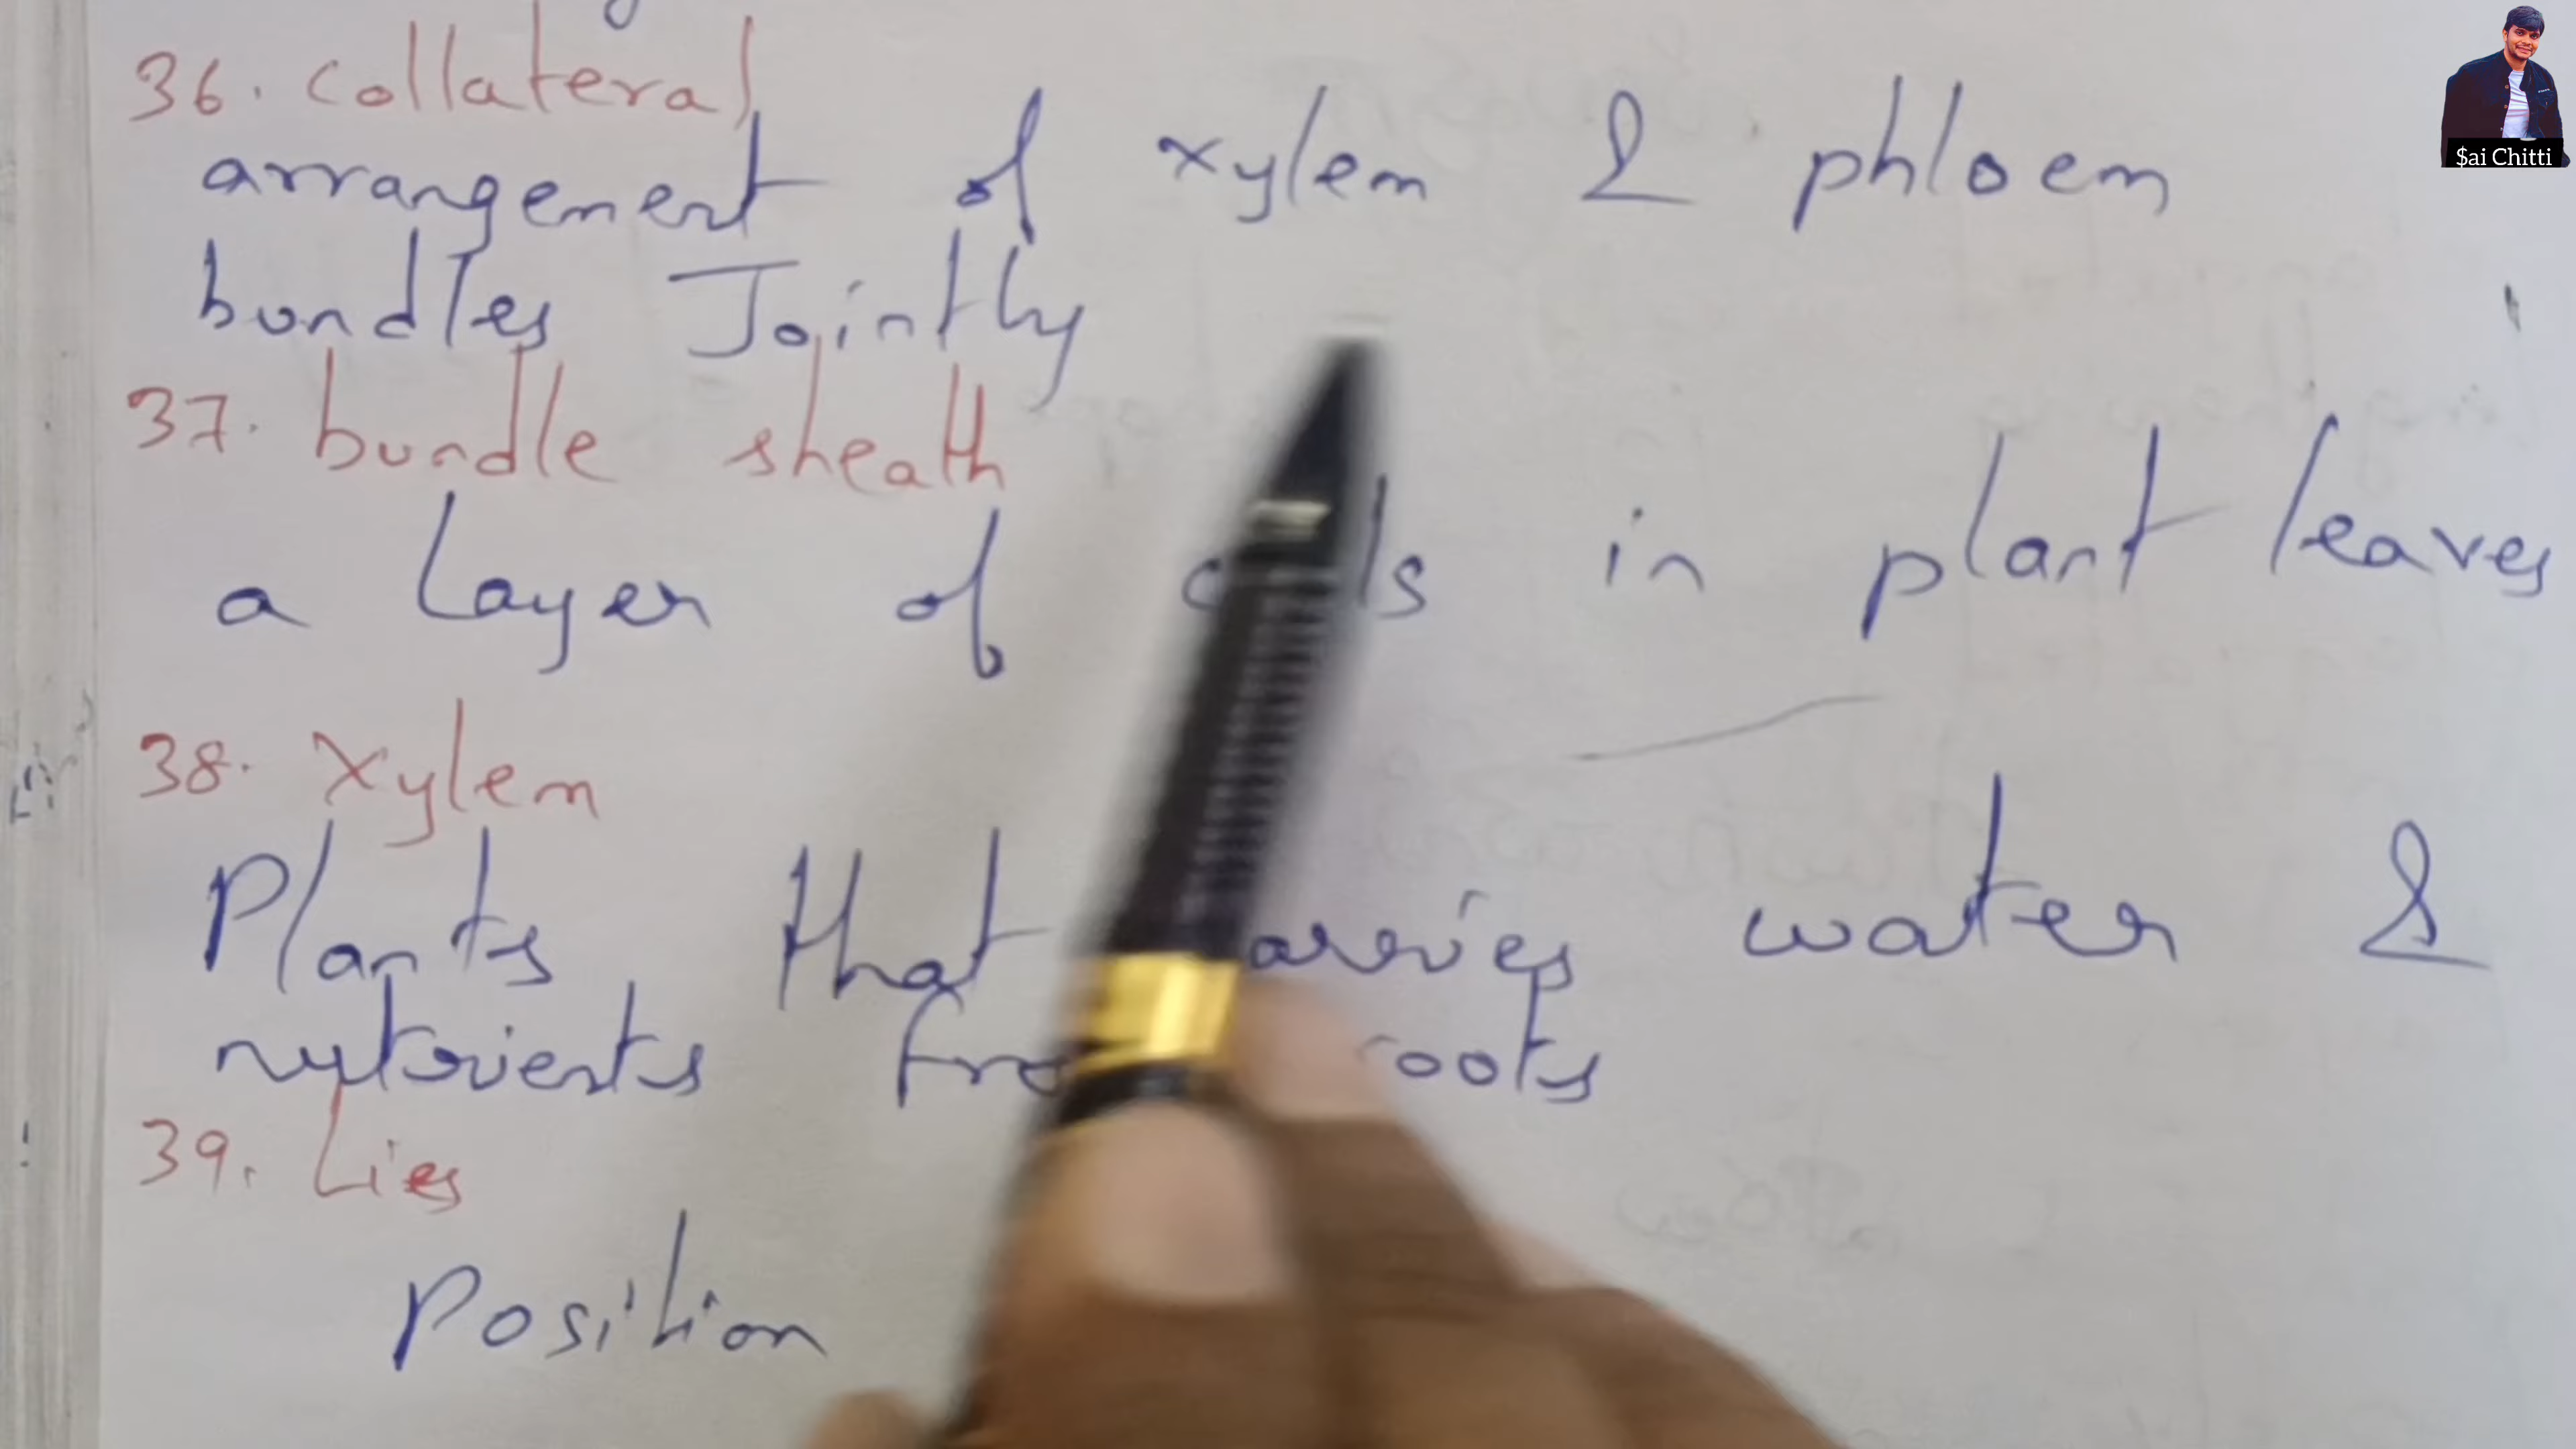 36. Collateral
arrangement of xylem & phloem
bundles Jointly
37. bundle sheath
a Layer of in plant leaves
38. Xylem
Plants that water &
nutrients
39. Lies
Position
$ai Chitti